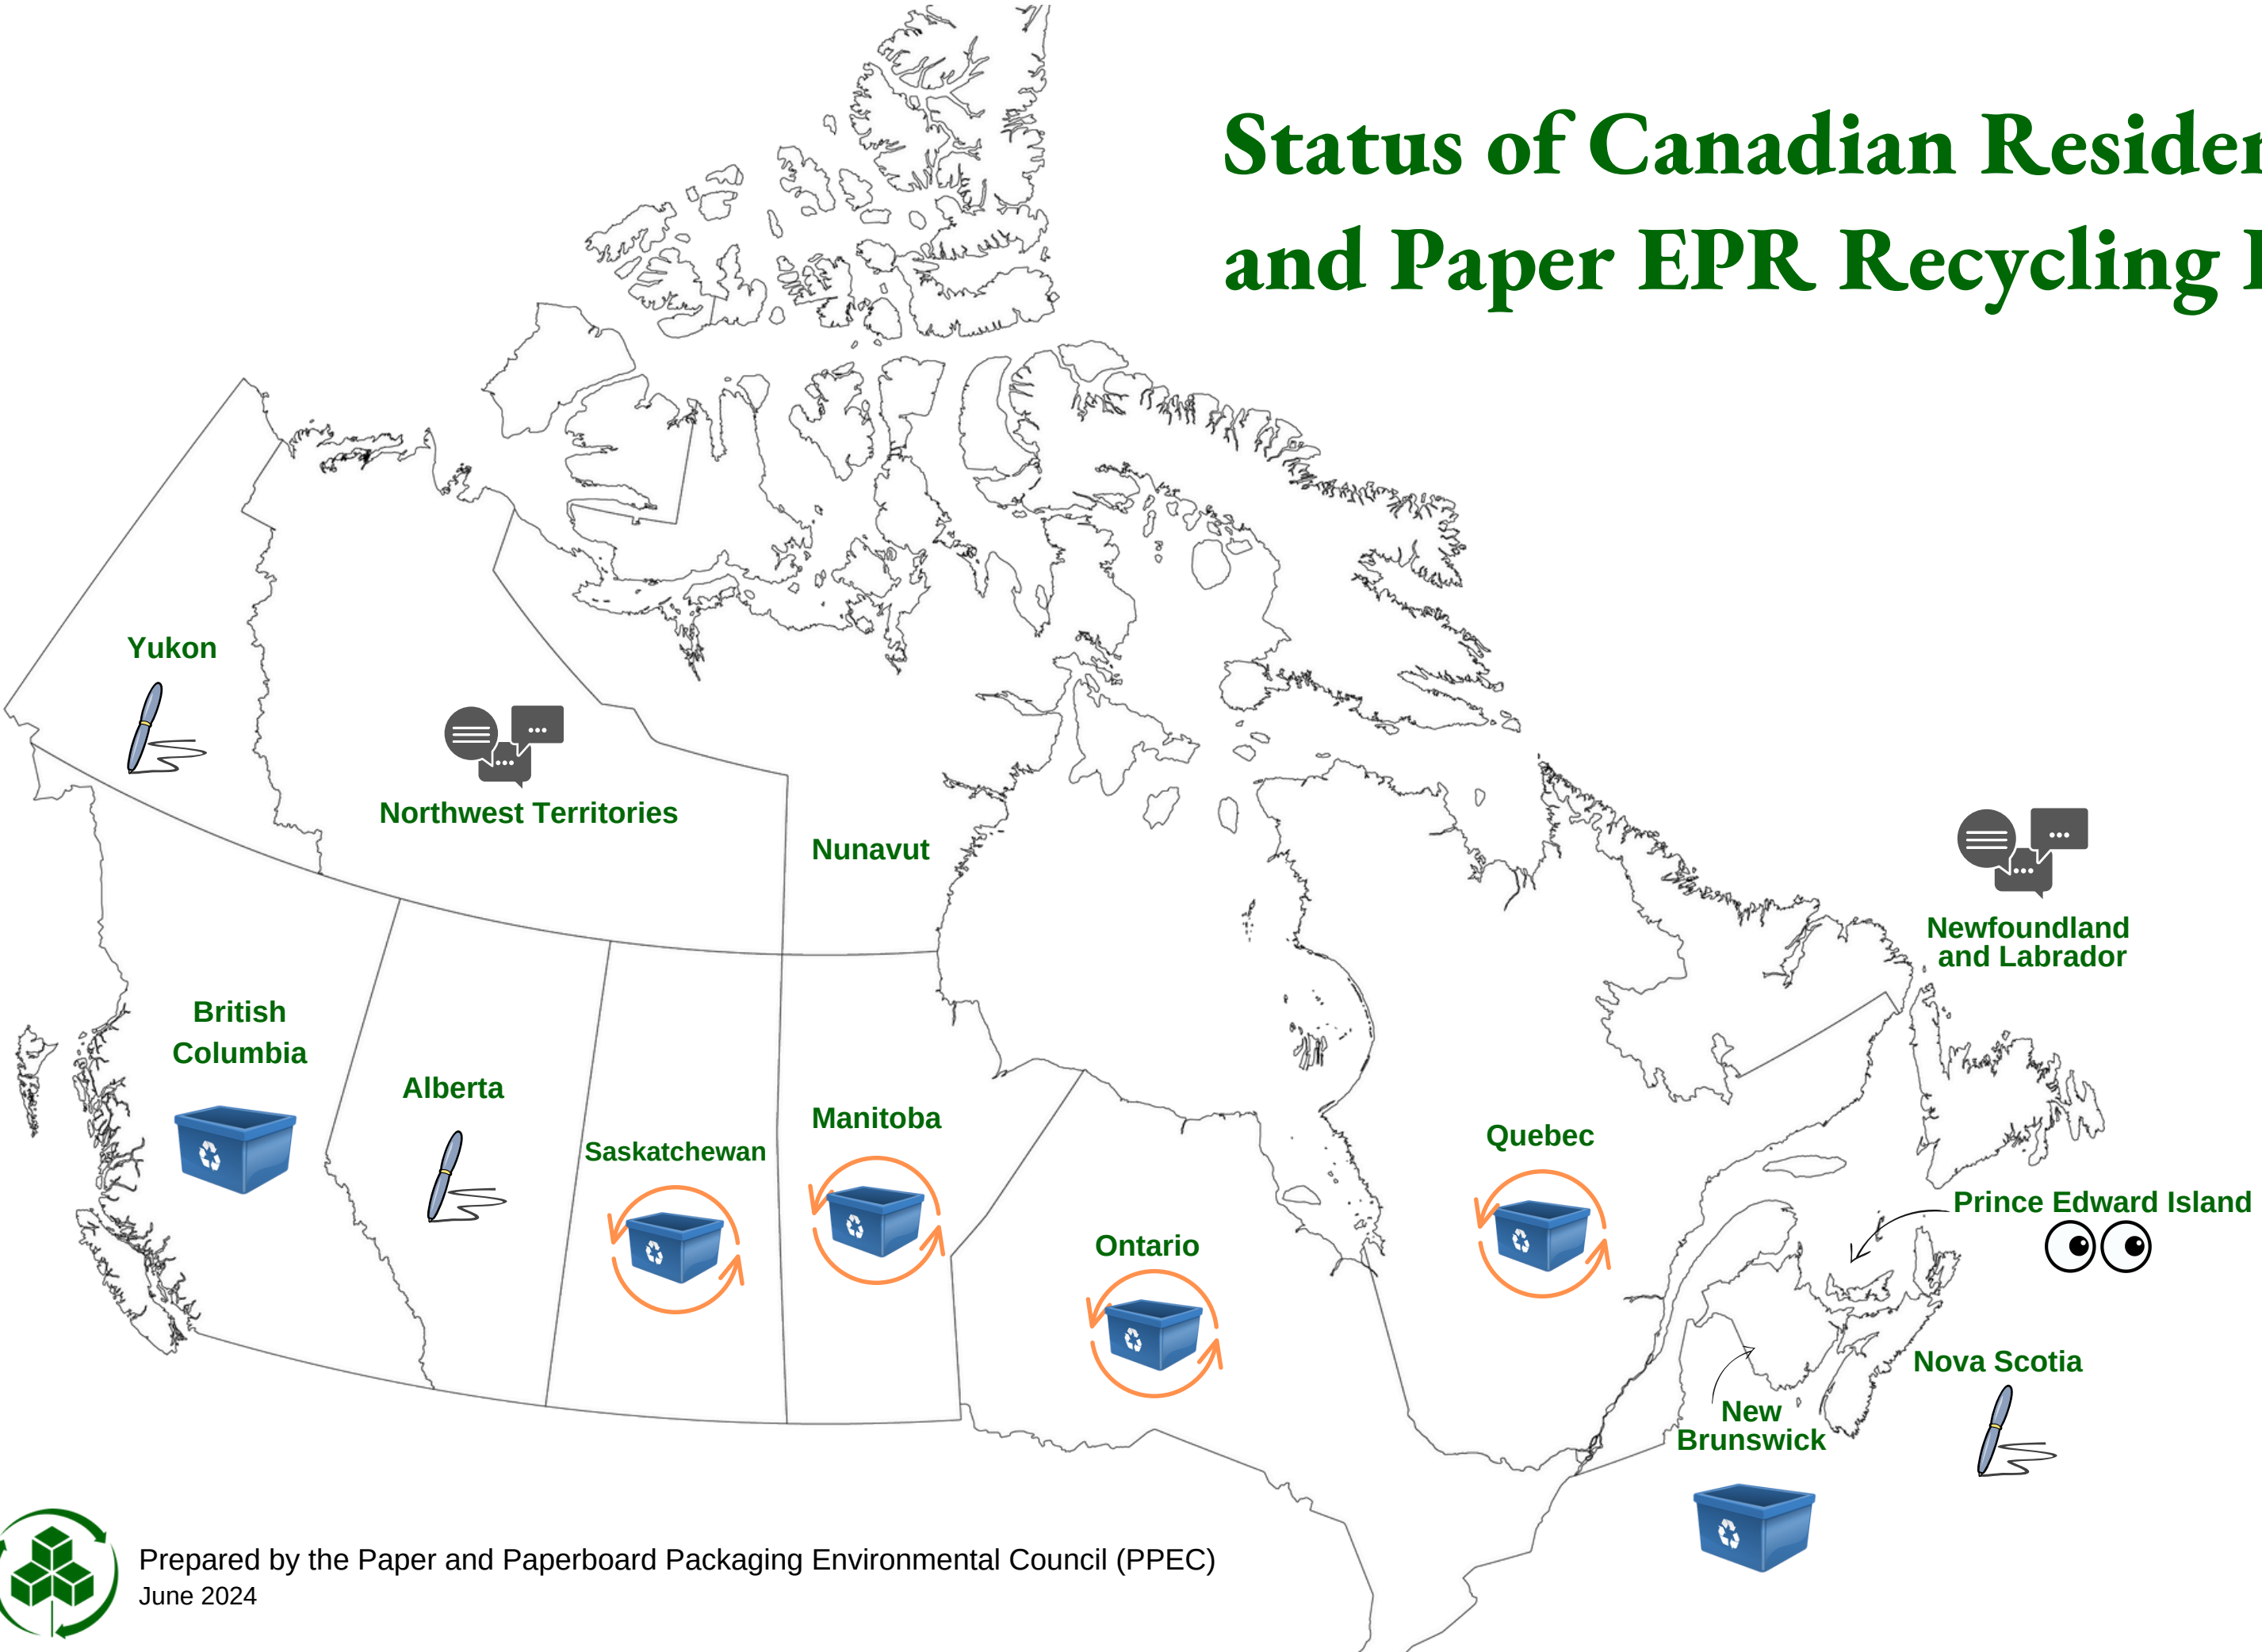 Status of Canadian Residen
and Paper EPR Recycling
Yukon
Northwest Territories
Nunavut
Newfoundland
and Labrador
British
Columbia
Alberta
Saskatchewan
Manitoba
Ontario
Quebec
Prince Edward Island
Nova Scotia
New
Brunswick
Prepared by the Paper and Paperboard Packaging Environmental Council (PPEC)
June 2024